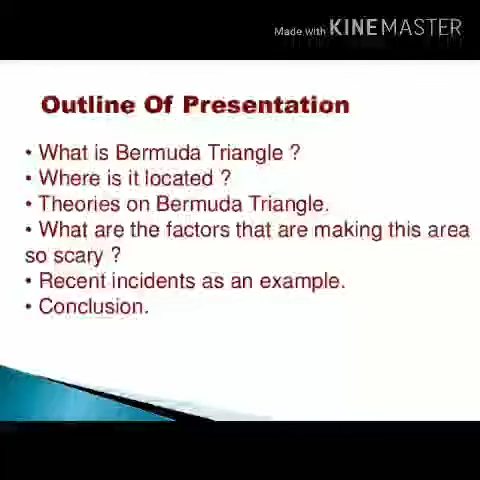 Made with KINEMASTER
Outline Of Presentation
• What is Bermuda Triangle ?
• Where is it located ?
• Theories on Bermuda Triangle.
• What are the factors that are making this area
so scary ?
• Recent incidents as an example.
• Conclusion.